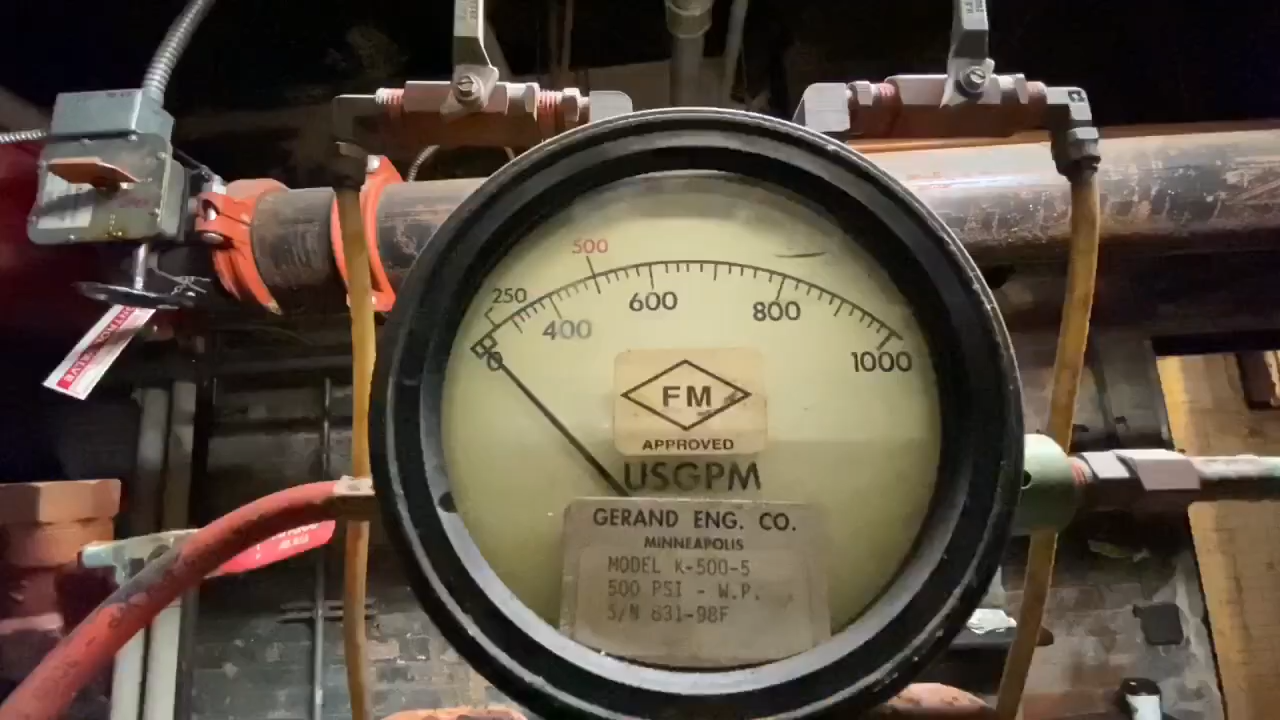 500
250
600
400
800
0
1000
FM
APPROVED
USGPM
GERAND ENG. CO.
MINNEAPOLIS
MODEL K-500-5
500 PSI - W.P.
S/N 831-98F